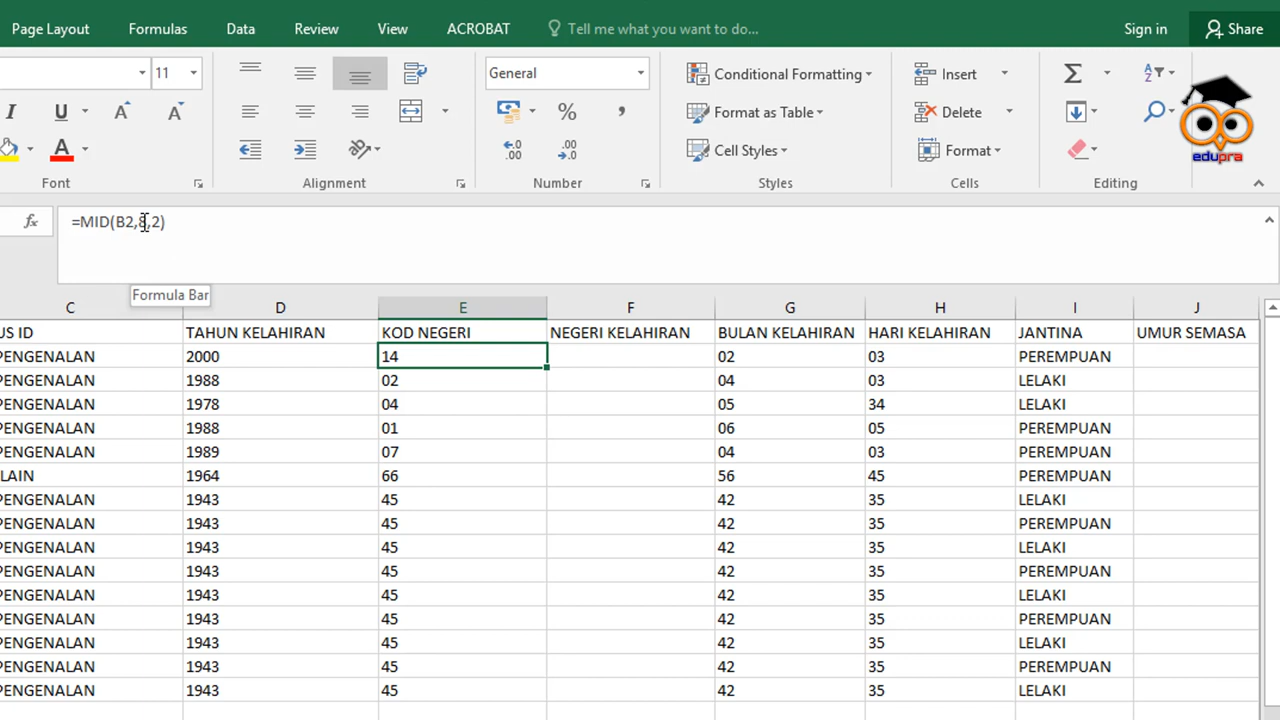 Page Layout Formulas Data Review View ACROBAT Tell me what you want to do... Sign in Share
11 General Conditional Formatting Insert
I U A A % , Format as Table Delete
A .00 .00 Cell Styles Format
edupra
Font Alignment Number Styles Cells Editing
fx =MID(B2,8,2)
Formula Bar
C D E F G H I J
US ID TAHUN KELAHIRAN KOD NEGERI NEGERI KELAHIRAN BULAN KELAHIRAN HARI KELAHIRAN JANTINA UMUR SEMASA
PENGENALAN 2000 14 02 03 PEREMPUAN
PENGENALAN 1988 02 04 03 LELAKI
PENGENALAN 1978 04 05 34 LELAKI
PENGENALAN 1988 01 06 05 PEREMPUAN
PENGENALAN 1989 07 04 03 PEREMPUAN
LAIN 1964 66 56 45 PEREMPUAN
PENGENALAN 1943 45 42 35 LELAKI
PENGENALAN 1943 45 42 35 PEREMPUAN
PENGENALAN 1943 45 42 35 LELAKI
PENGENALAN 1943 45 42 35 PEREMPUAN
PENGENALAN 1943 45 42 35 LELAKI
PENGENALAN 1943 45 42 35 PEREMPUAN
PENGENALAN 1943 45 42 35 LELAKI
PENGENALAN 1943 45 42 35 PEREMPUAN
PENGENALAN 1943 45 42 35 LELAKI